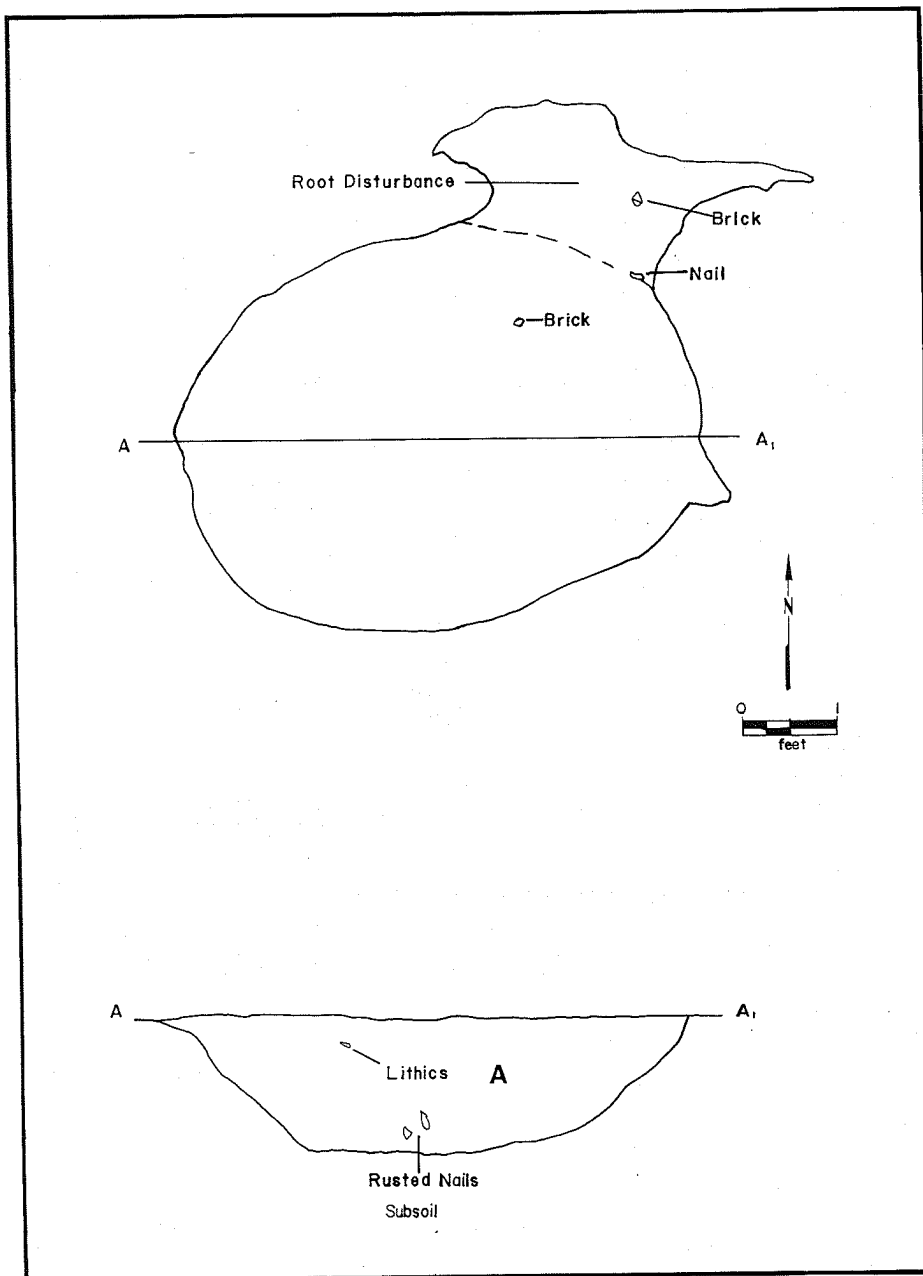 Root Disturbance
Brick
Nail
Brick
A A₁
N
0 1
feet
A A₁
Lithics A
Rusted Nails
Subsoil